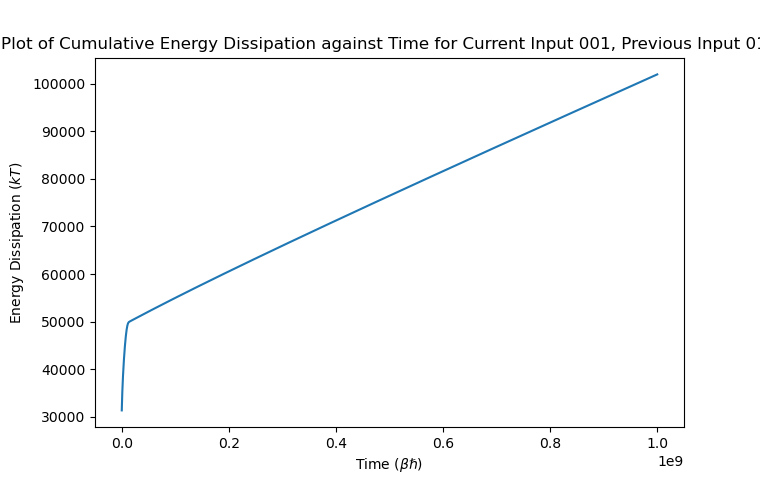 Plot of Cumulative Energy Dissipation against Time for Current Input 001, Previous Input 01
100000
90000
80000
70000
60000
50000
40000
30000
Energy Dissipation (kT)
0.0 0.2 0.4 0.6 0.8 1.0
1e9
Time (βℏ)